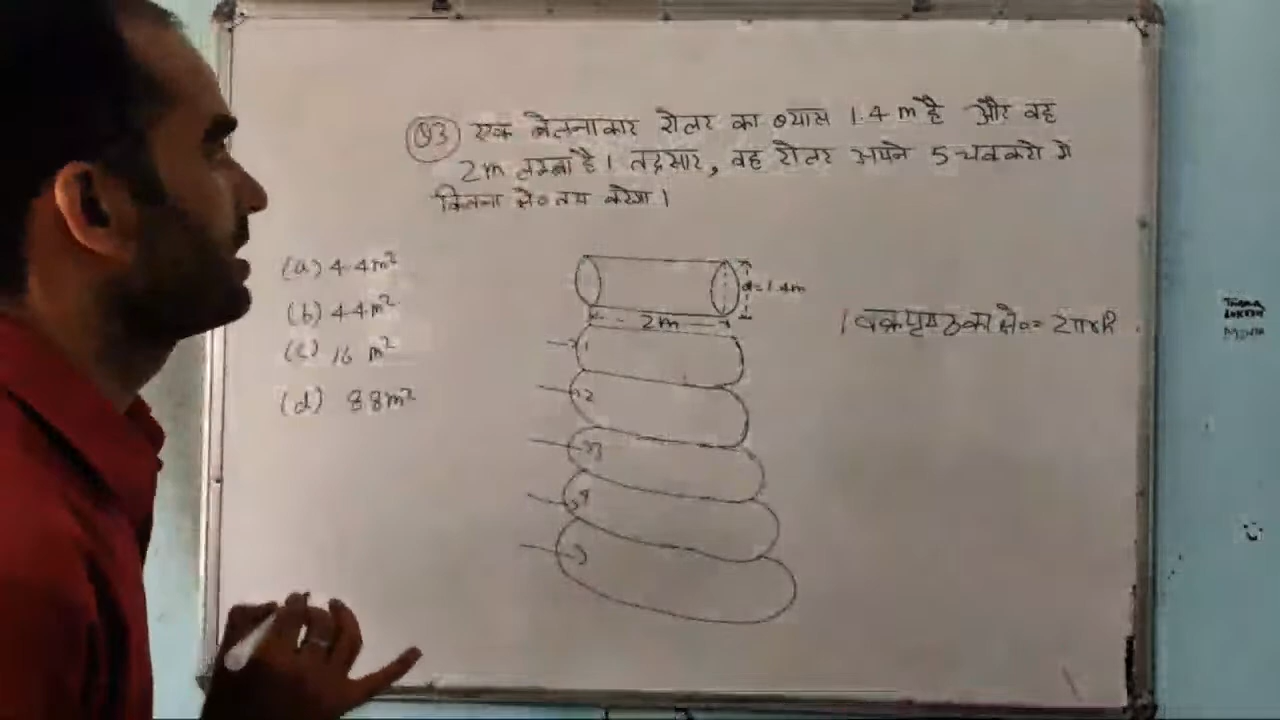 Q3 एक बेलनाकार रोलर का व्यास 1.4 m है और वह
2m लम्बा है। तद्नुसार, वह रोलर अपने 5 चक्करो मे
कितना क्षे० तय करेगा।
(a) 4.4m²
(b) 44m²
(c) 16 m²
(d) 88m²
d=1.4m
2m
1
2
3
4
5
वक्रपृष्ठ का क्षे० = 2πrh